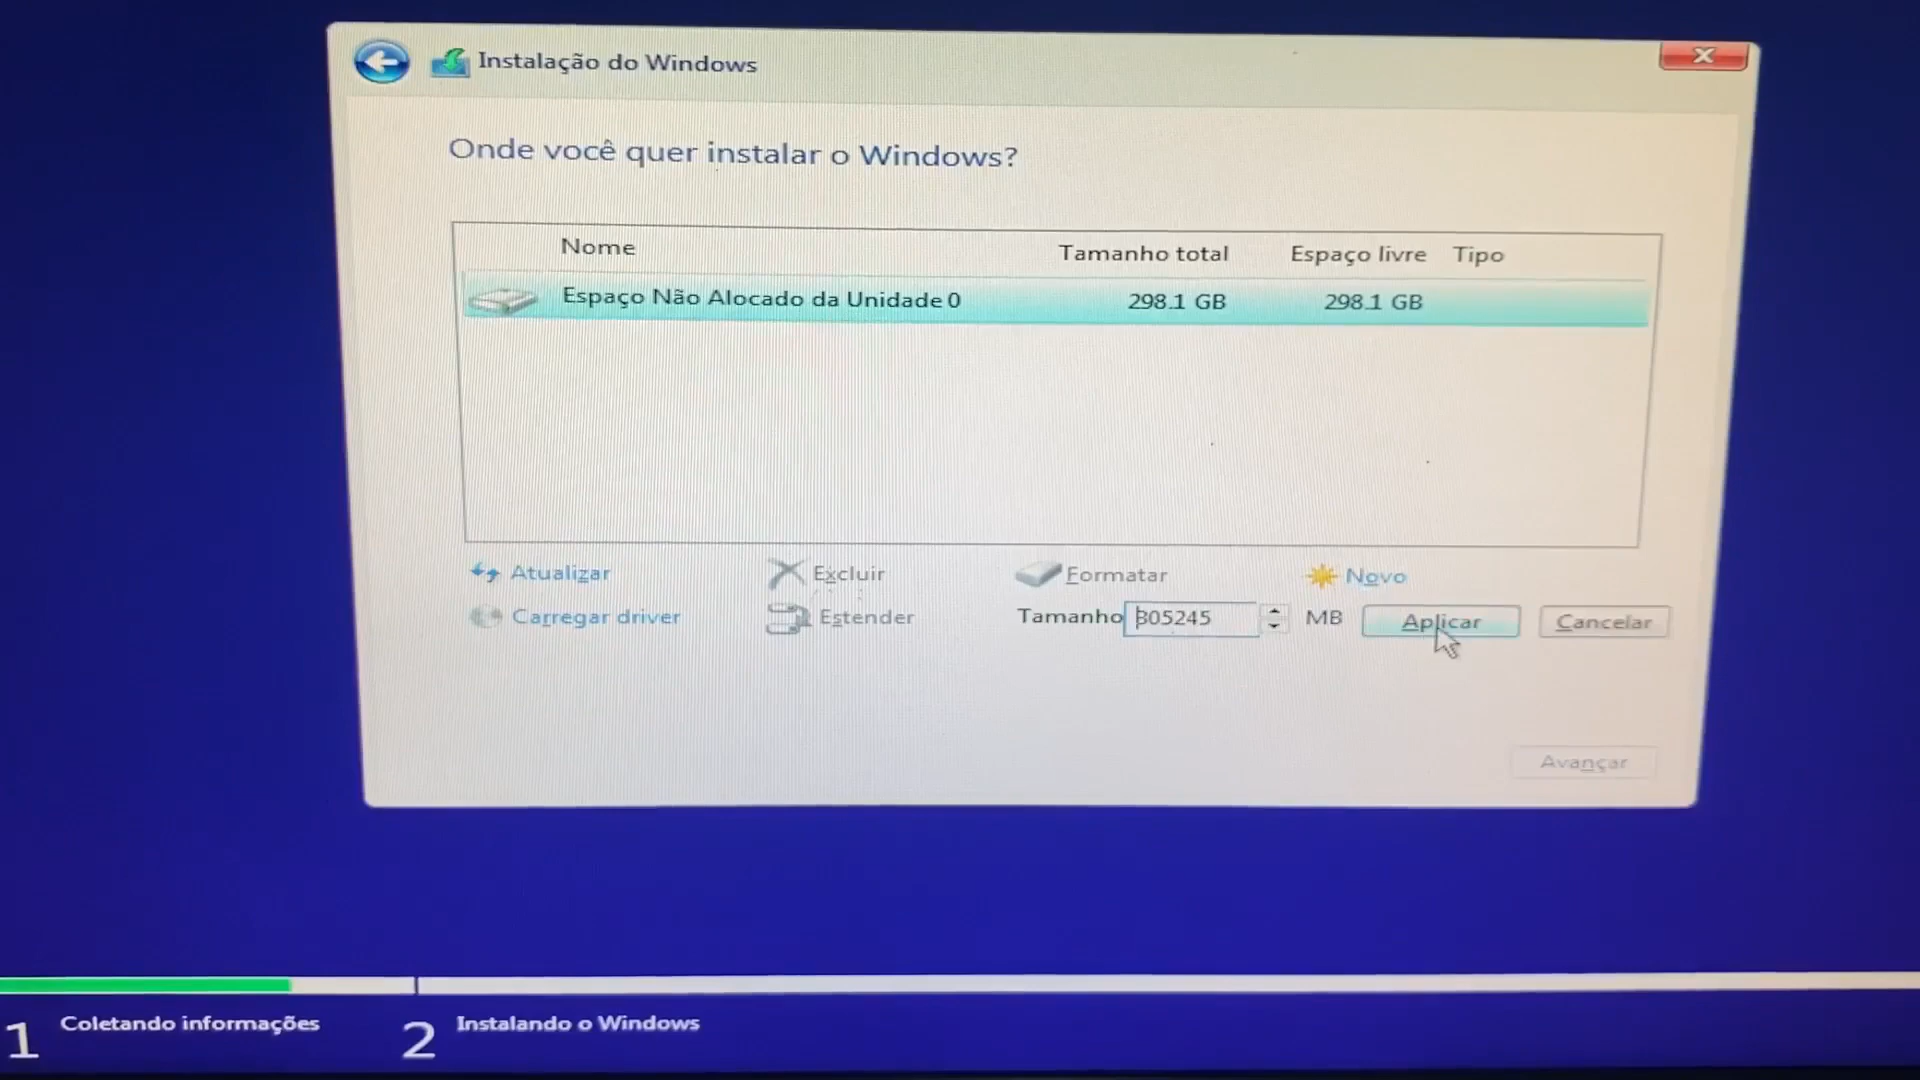 Instalação do Windows
Onde você quer instalar o Windows?
Nome Tamanho total Espaço livre Tipo
Espaço Não Alocado da Unidade 0 298.1 GB 298.1 GB
Atualizar Excluir Formatar Novo
Carregar driver Estender Tamanho 305245 MB Aplicar Cancelar
Avançar
1 Coletando informações 2 Instalando o Windows